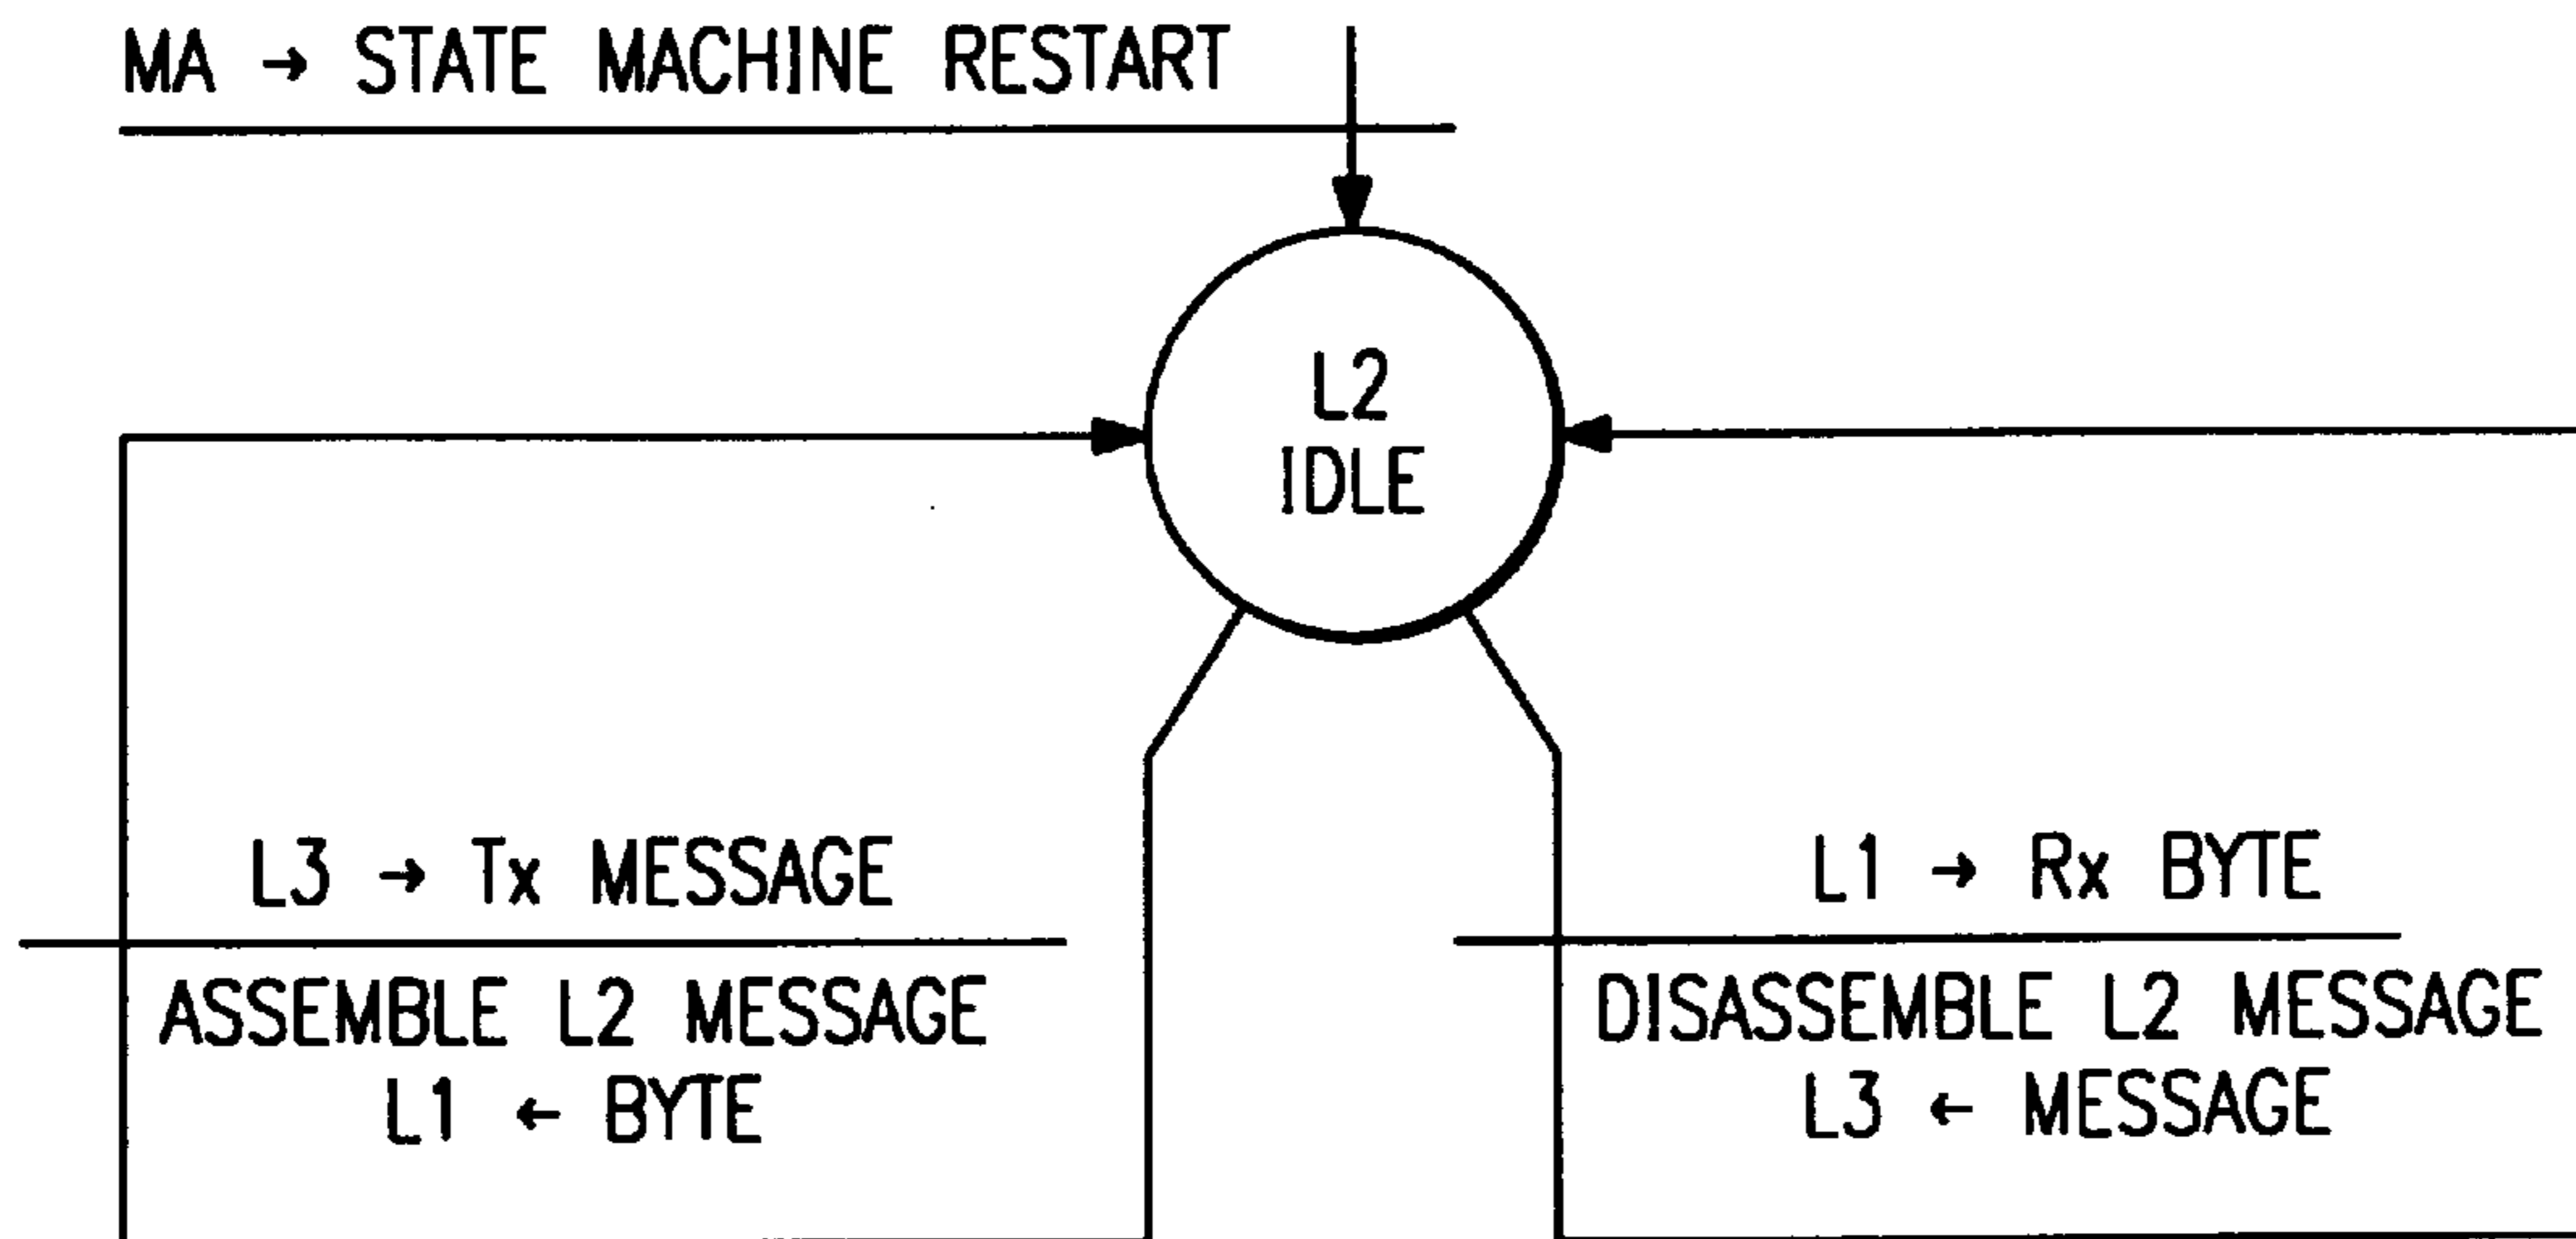 MA → STATE MACHINE RESTART
L2
IDLE
L3 → Tx MESSAGE
ASSEMBLE L2 MESSAGE
L1 ← BYTE
L1 → Rx BYTE
DISASSEMBLE L2 MESSAGE
L3 ← MESSAGE